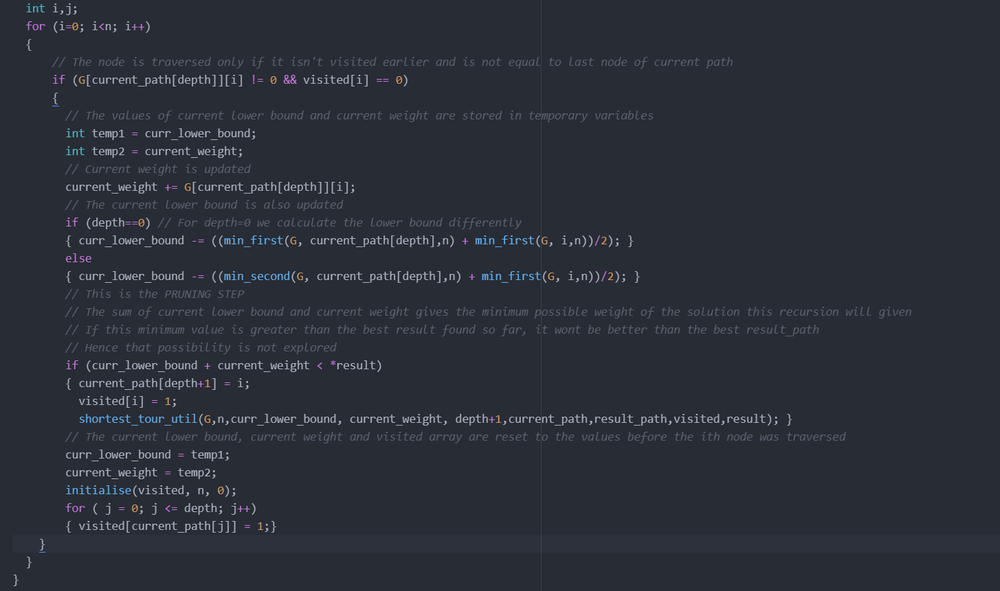 int i,j;
for (i=0; i<n; i++)
{
// The node is traversed only if it isn't visited earlier and is not equal to last node of current path
if (G[current_path[depth]][i] != 0 && visited[i] == 0)
{
// The values of current lower bound and current weight are stored in temporary variables
int temp1 = curr_lower_bound;
int temp2 = current_weight;
// Current weight is updated
current_weight += G[current_path[depth]][i];
// The current lower bound is also updated
if (depth==0) // For depth=0 we calculate the lower bound differently
{ curr_lower_bound -= ((min_first(G, current_path[depth],n) + min_first(G, i,n))/2); }
else
{ curr_lower_bound -= ((min_second(G, current_path[depth],n) + min_first(G, i,n))/2); }
// This is the PRUNING STEP
// The sum of current lower bound and current weight gives the minimum possible weight of the solution this recursion will given
// If this minimum value is greater than the best result found so far, it wont be better than the best result_path
// Hence that possibility is not explored
if (curr_lower_bound + current_weight < *result)
{ current_path[depth+1] = i;
visited[i] = 1;
shortest_tour_util(G,n,curr_lower_bound, current_weight, depth+1,current_path,result_path,visited,result); }
// The current lower bound, current weight and visited array are reset to the values before the ith node was traversed
curr_lower_bound = temp1;
current_weight = temp2;
initialise(visited, n, 0);
for ( j = 0; j <= depth; j++)
{ visited[current_path[j]] = 1;}
}
}
}